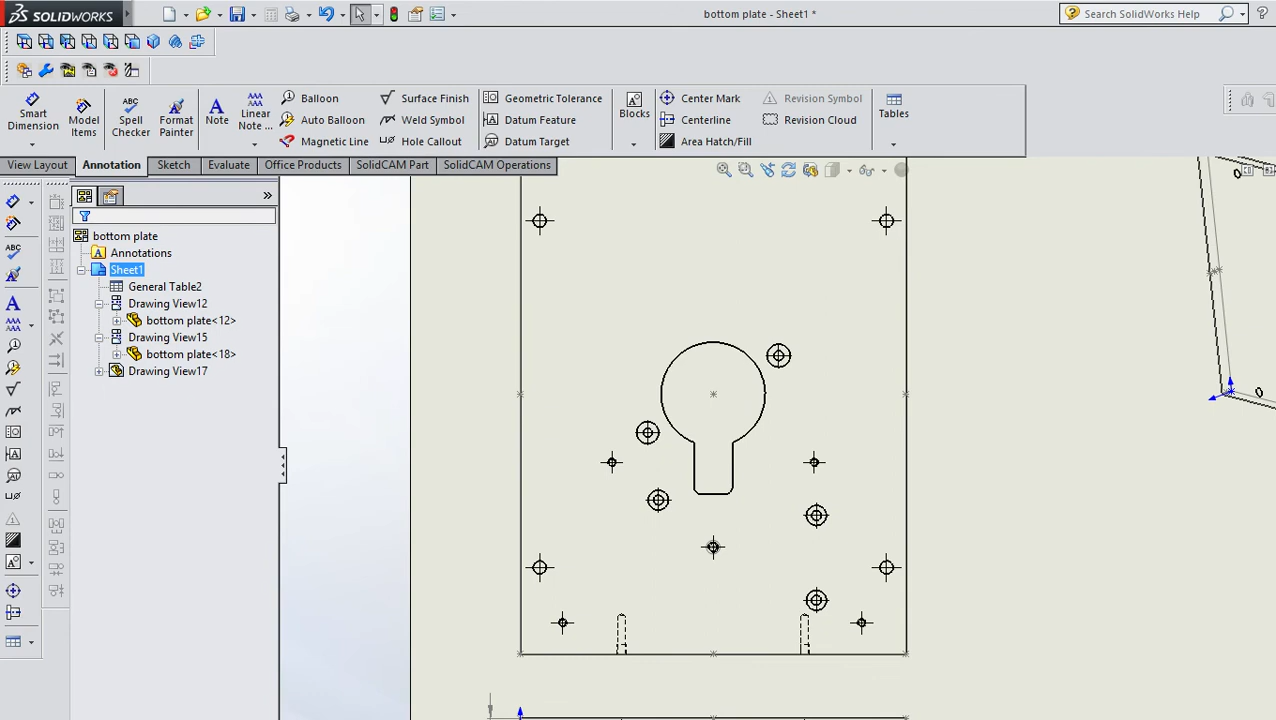 SOLIDWORKS
bottom plate - Sheet1 *
Search SolidWorks Help
Smart Dimension
Model Items
Spell Checker
Format Painter
Note
Linear Note ...
Balloon
Auto Balloon
Magnetic Line
Surface Finish
Weld Symbol
Hole Callout
Geometric Tolerance
Datum Feature
Datum Target
Blocks
Center Mark
Centerline
Area Hatch/Fill
Revision Symbol
Revision Cloud
Tables
View Layout
Annotation
Sketch
Evaluate
Office Products
SolidCAM Part
SolidCAM Operations
bottom plate
Annotations
Sheet1
General Table2
Drawing View12
bottom plate<12>
Drawing View15
bottom plate<18>
Drawing View17
0
0